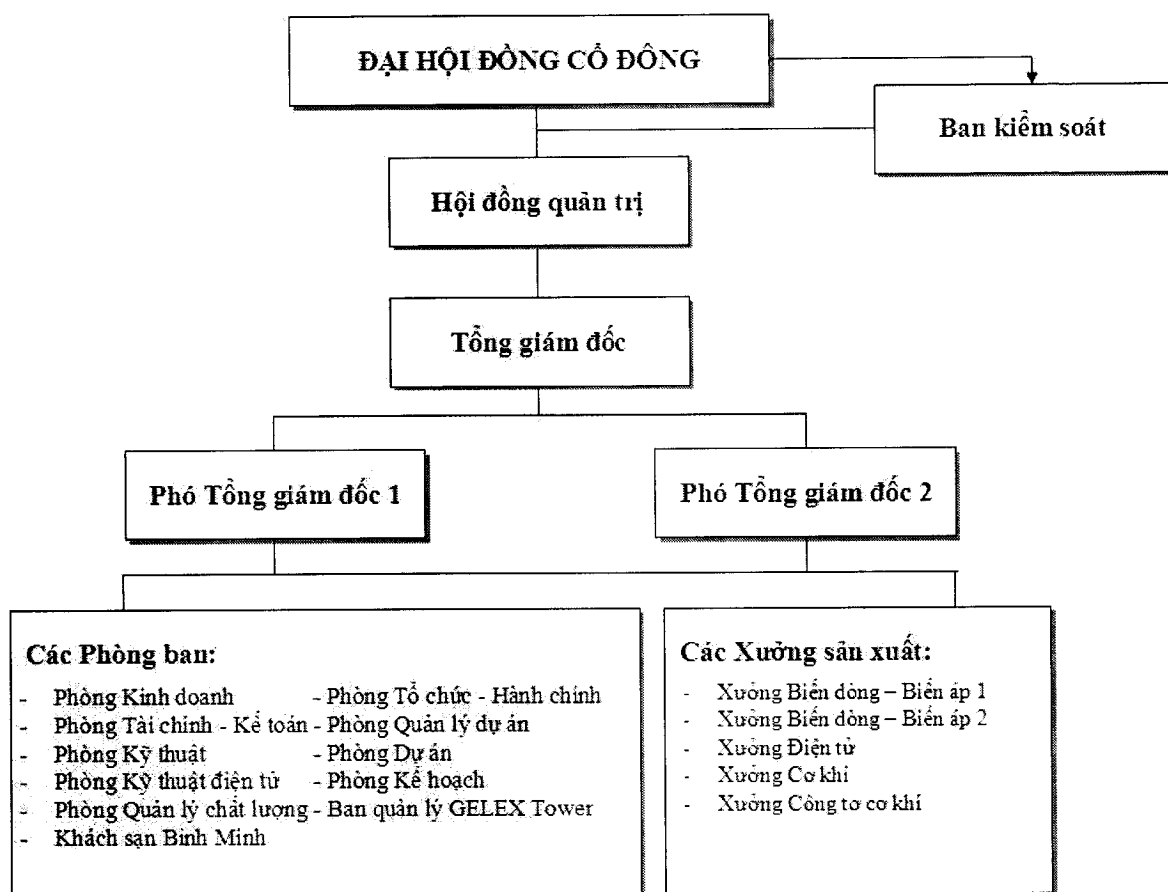 ĐẠI HỘI ĐỒNG CỔ ĐÔNG
Ban kiểm soát
Hội đồng quản trị
Tổng giám đốc
Phó Tổng giám đốc 1
Phó Tổng giám đốc 2
Các Phòng ban:
- Phòng Kinh doanh - Phòng Tổ chức - Hành chính
- Phòng Tài chính - Kế toán - Phòng Quản lý dự án
- Phòng Kỹ thuật - Phòng Dự án
- Phòng Kỹ thuật điện tử - Phòng Kế hoạch
- Phòng Quản lý chất lượng - Ban quản lý GELEX Tower
- Khách sạn Bình Minh
Các Xưởng sản xuất:
- Xưởng Biến dòng – Biến áp 1
- Xưởng Biến dòng – Biến áp 2
- Xưởng Điện tử
- Xưởng Cơ khí
- Xưởng Công tơ cơ khí